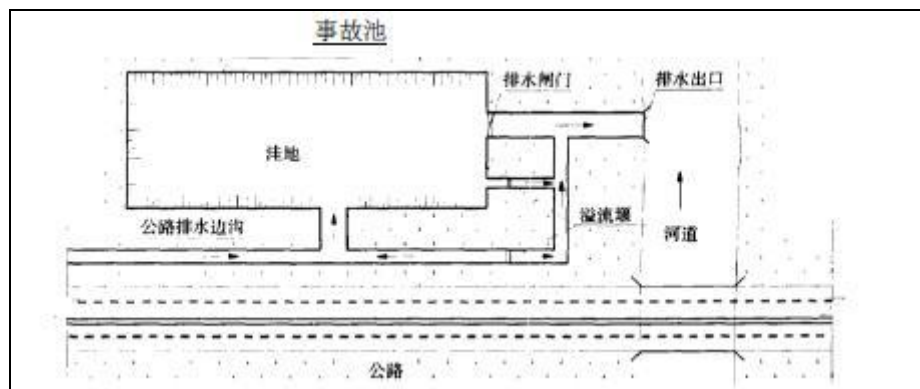 事故池
排水闸门
排水出口
洼地
公路排水边沟
溢流堰
河道
公路